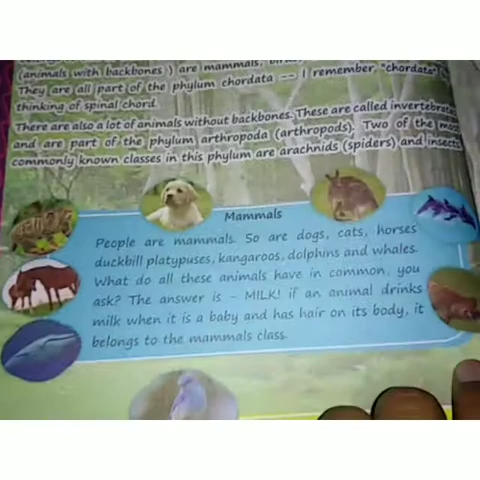 (animals with backbones ) are mammals,
They are all part of the phylum chordata -- I remember "chordata"
thinking of spinal chord.
There are also a lot of animals without backbones. These are called invertebrates
and are part of the phylum arthropoda (arthropods). Two of the most
commonly known classes in this phylum are arachnids (spiders) and insects
Mammals
People are mammals. So are dogs, cats, horses
duckbill platypuses, kangaroos, dolphins and whales.
What do all these animals have in common, you
ask? The answer is - MILK! if an animal drinks
milk when it is a baby and has hair on its body, it
belongs to the mammals class.